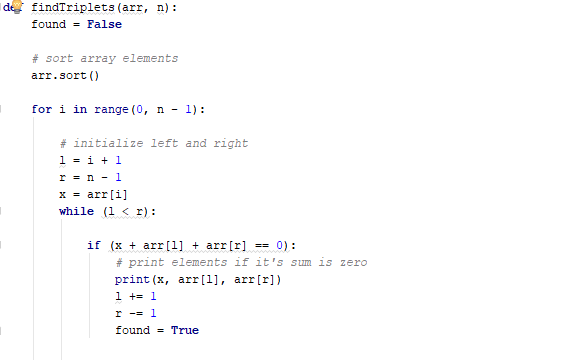 def findTriplets(arr, n):
    found = False

    # sort array elements
    arr.sort()

    for i in range(0, n - 1):

        # initialize left and right
        l = i + 1
        r = n - 1
        x = arr[i]
        while (l < r):

            if (x + arr[l] + arr[r] == 0):
                # print elements if it's sum is zero
                print(x, arr[l], arr[r])
                l += 1
                r -= 1
                found = True